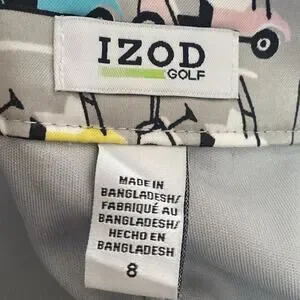 IZOD
GOLF
MADE IN
BANGLADESH/
FABRIQUÉ AU
BANGLADESH/
HECHO EN
BANGLADESH
8